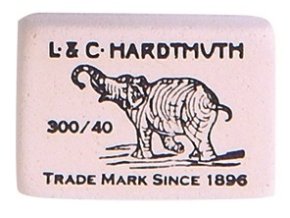 L·& C·HARDTMUTH
300/40
TRADE MARK SINCE 1896